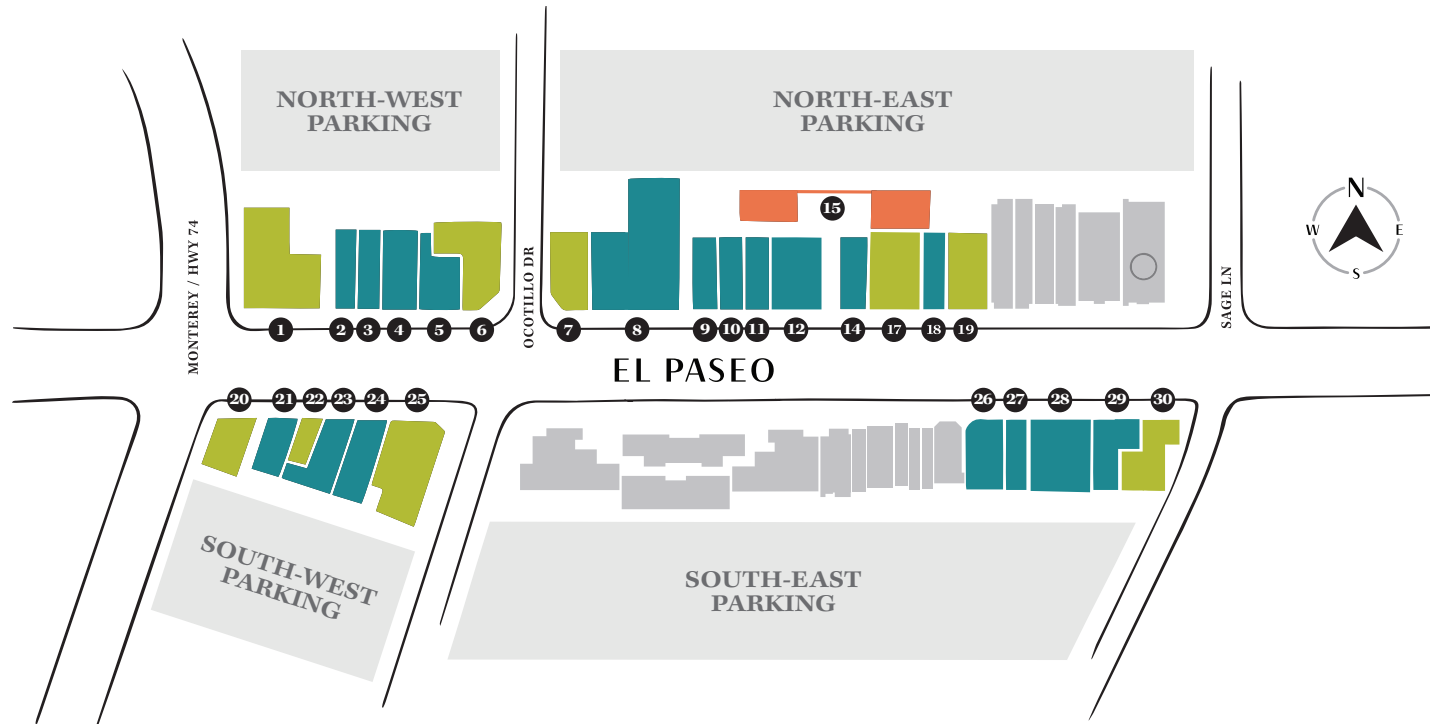 NORTH-WEST
PARKING
NORTH-EAST
PARKING
15
N
W
E
S
MONTEREY / HWY 74
OCOTILLO DR
SAGE LN
1
2
3
4
5
6
7
8
9
10
11
12
14
17
18
19
EL PASEO
20
21
22
23
24
25
26
27
28
29
30
SOUTH-WEST
PARKING
SOUTH-EAST
PARKING